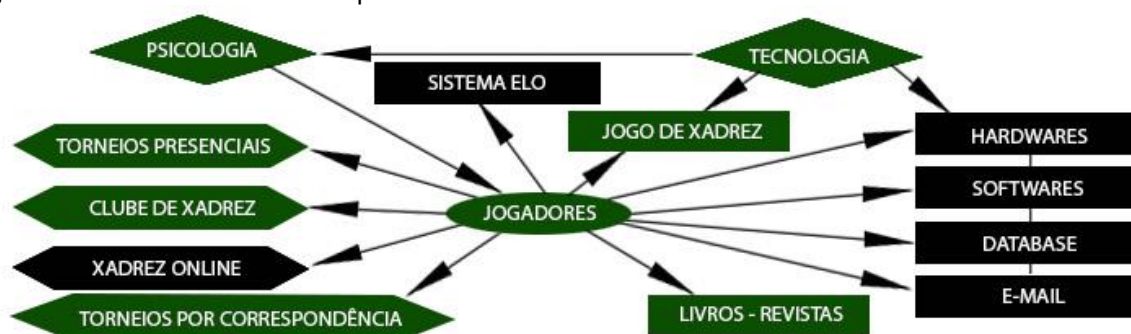 PSICOLOGIA
TECNOLOGIA
SISTEMA ELO
JOGO DE XADREZ
HARDWARES
TORNEIOS PRESENCIAIS
SOFTWARES
CLUBE DE XADREZ
JOGADORES
DATABASE
XADREZ ONLINE
E-MAIL
TORNEIOS POR CORRESPONDÊNCIA
LIVROS - REVISTAS